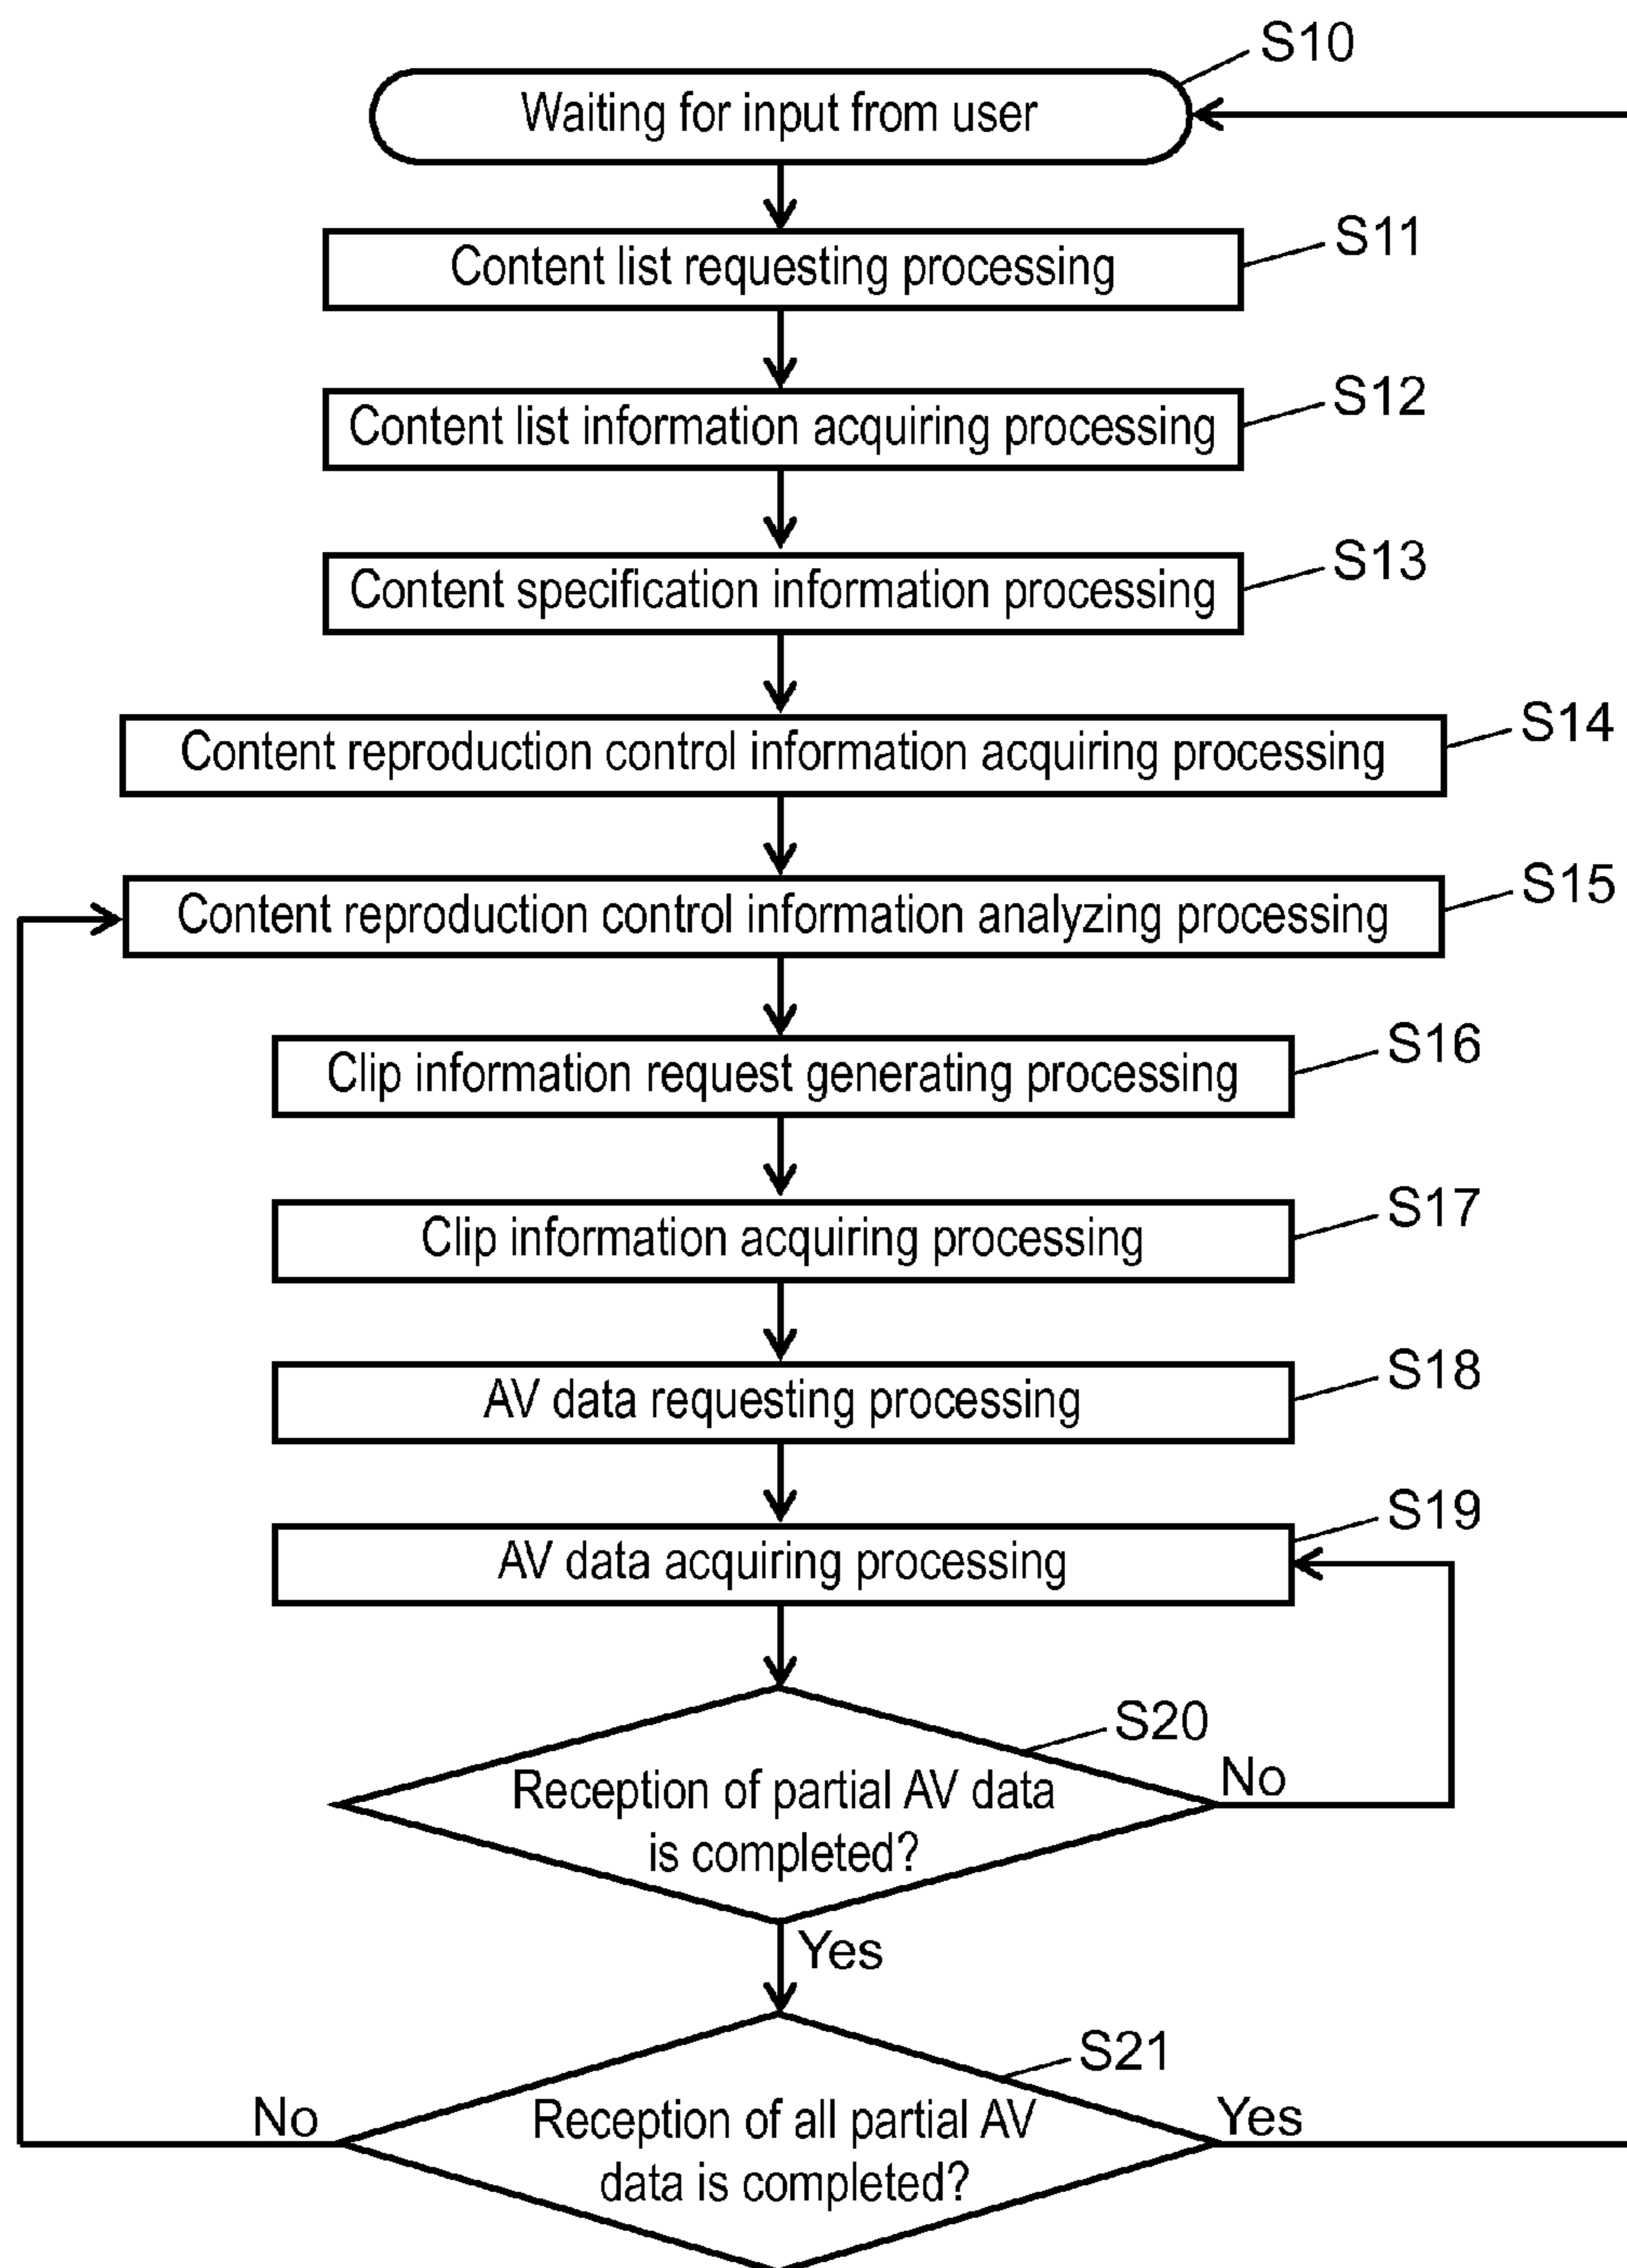 S10
Waiting for input from user
S11
Content list requesting processing
S12
Content list information acquiring processing
S13
Content specification information processing
S14
Content reproduction control information acquiring processing
S15
Content reproduction control information analyzing processing
S16
Clip information request generating processing
S17
Clip information acquiring processing
S18
AV data requesting processing
S19
AV data acquiring processing
S20
Reception of partial AV data
is completed?
No
Yes
S21
No
Reception of all partial AV
data is completed?
Yes